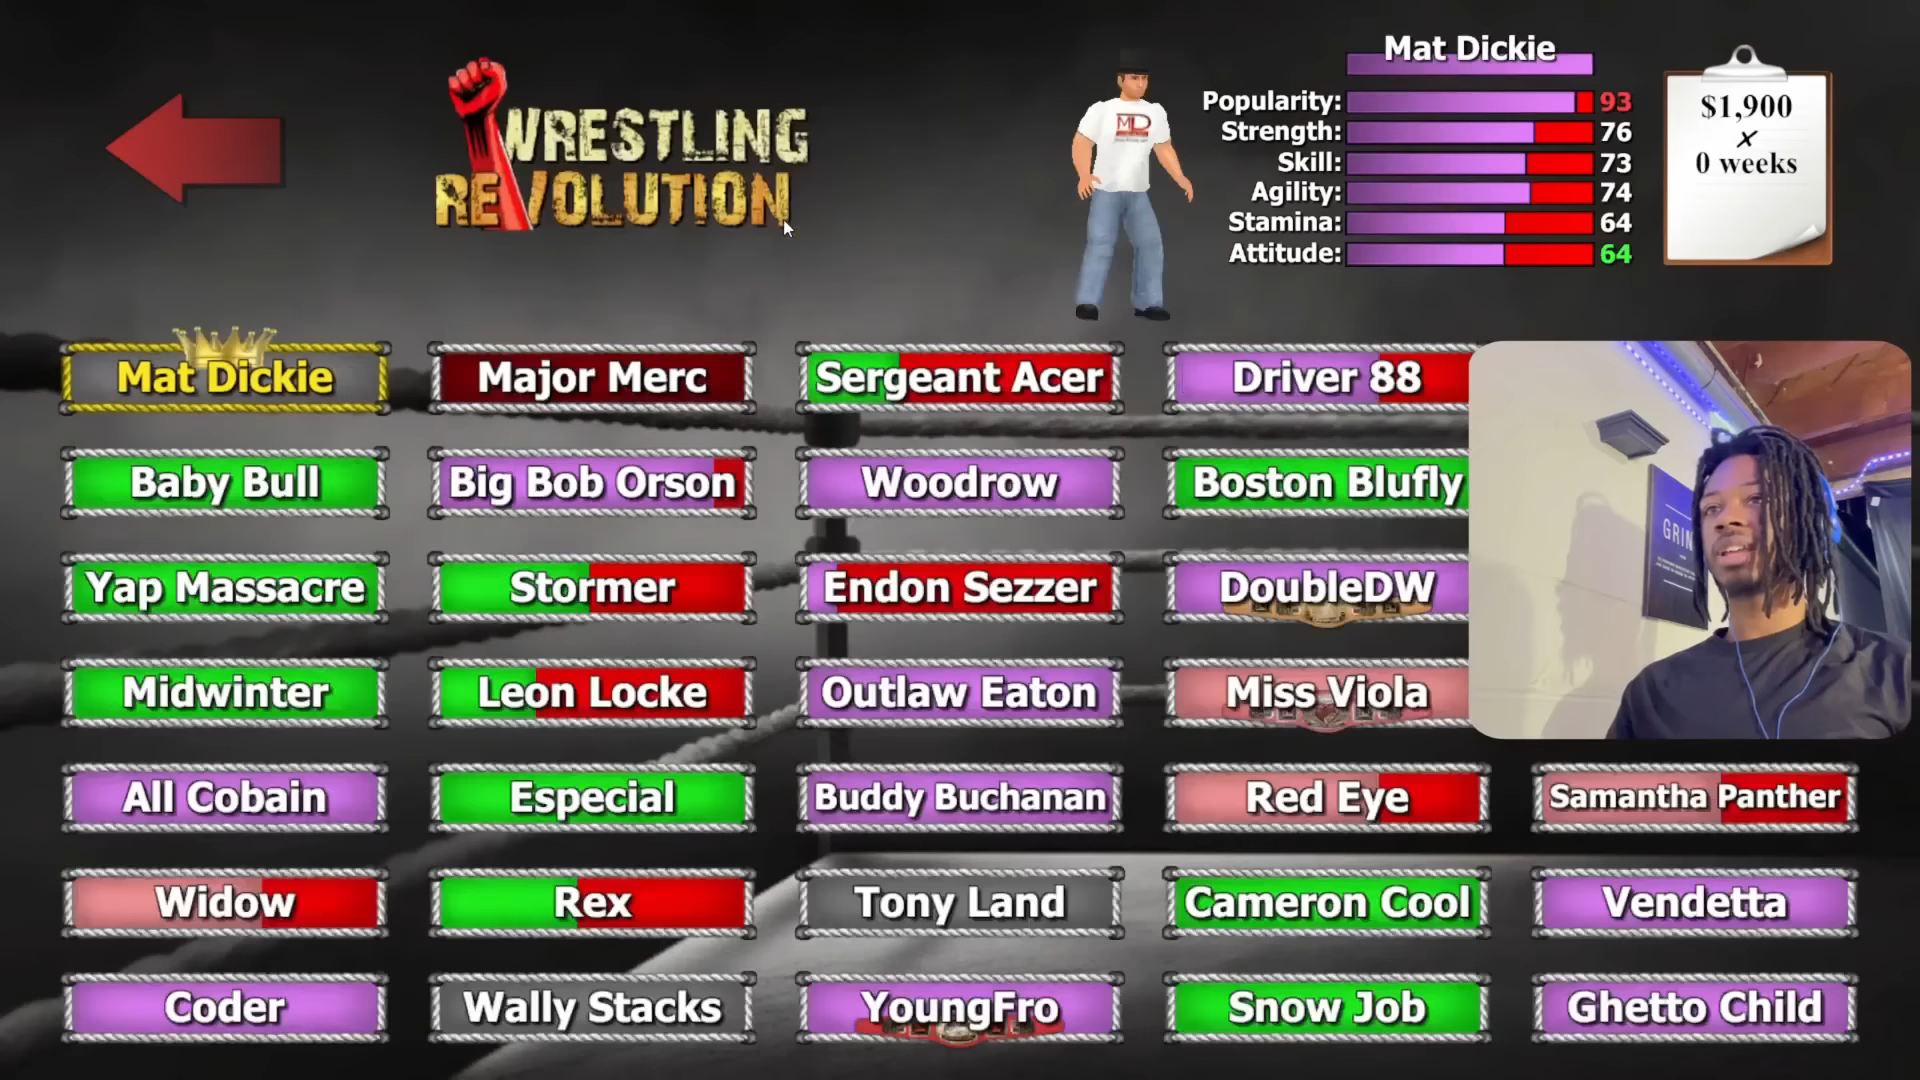 WRESTLING
REVOLUTION
Mat Dickie
Popularity: 93
Strength: 76
Skill: 73
Agility: 74
Stamina: 64
Attitude: 64
$1,900
x
0 weeks
MD
Mat Dickie
Major Merc
Sergeant Acer
Driver 88
Baby Bull
Big Bob Orson
Woodrow
Boston Blufly
Yap Massacre
Stormer
Endon Sezzer
DoubleDW
Midwinter
Leon Locke
Outlaw Eaton
Miss Viola
GRIN
All Cobain
Especial
Buddy Buchanan
Red Eye
Samantha Panther
Widow
Rex
Tony Land
Cameron Cool
Vendetta
Coder
Wally Stacks
YoungFro
Snow Job
Ghetto Child